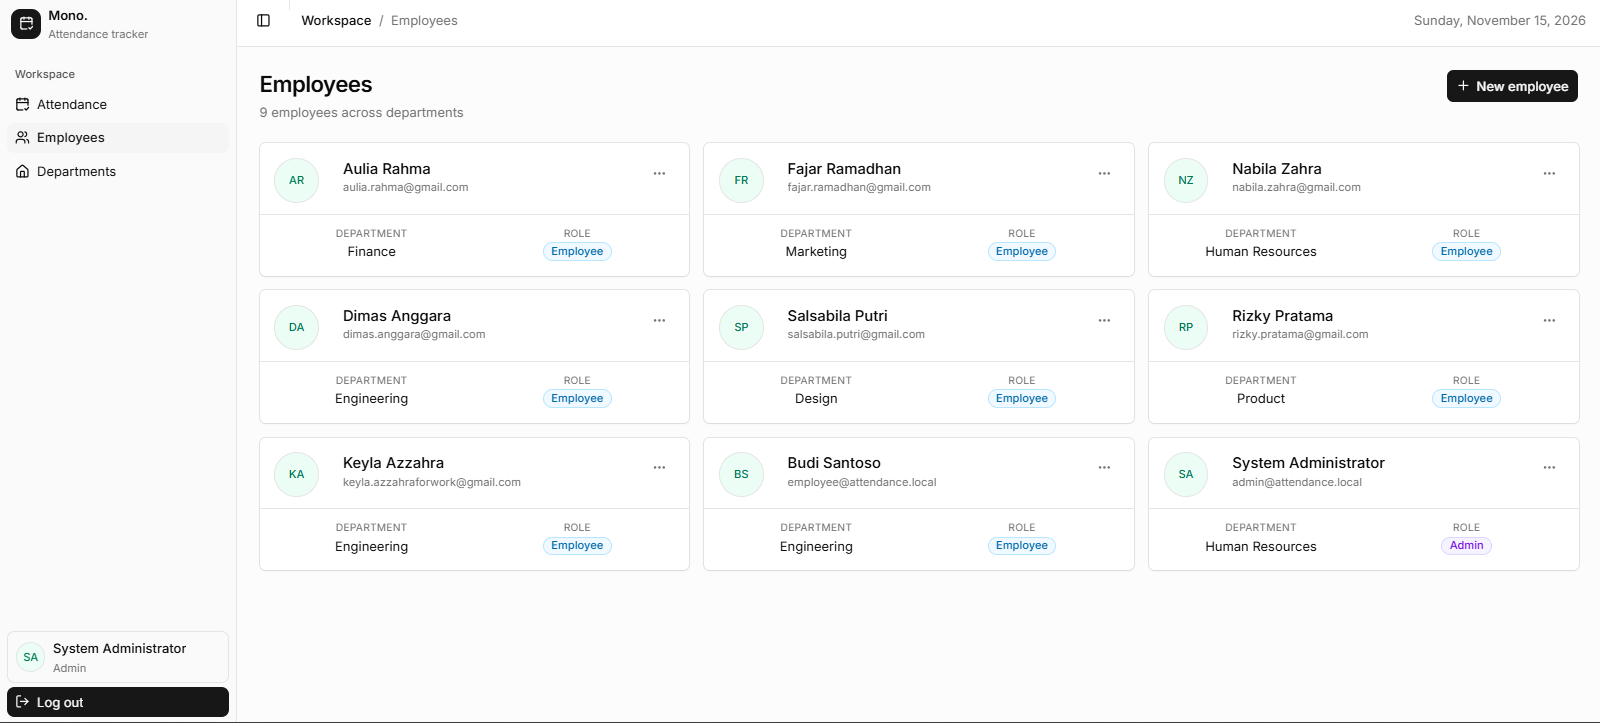 Mono.
Attendance tracker
Workspace
Attendance
Employees
Departments
SA
System Administrator
Admin
Log out
Workspace / Employees
Sunday, November 15, 2026
Employees
9 employees across departments
+ New employee
AR
Aulia Rahma
aulia.rahma@gmail.com
...
DEPARTMENT
Finance
ROLE
Employee
FR
Fajar Ramadhan
fajar.ramadhan@gmail.com
...
DEPARTMENT
Marketing
ROLE
Employee
NZ
Nabila Zahra
nabila.zahra@gmail.com
...
DEPARTMENT
Human Resources
ROLE
Employee
DA
Dimas Anggara
dimas.anggara@gmail.com
...
DEPARTMENT
Engineering
ROLE
Employee
SP
Salsabila Putri
salsabila.putri@gmail.com
...
DEPARTMENT
Design
ROLE
Employee
RP
Rizky Pratama
rizky.pratama@gmail.com
...
DEPARTMENT
Product
ROLE
Employee
KA
Keyla Azzahra
keyla.azzahraforwork@gmail.com
...
DEPARTMENT
Engineering
ROLE
Employee
BS
Budi Santoso
employee@attendance.local
...
DEPARTMENT
Engineering
ROLE
Employee
SA
System Administrator
admin@attendance.local
...
DEPARTMENT
Human Resources
ROLE
Admin